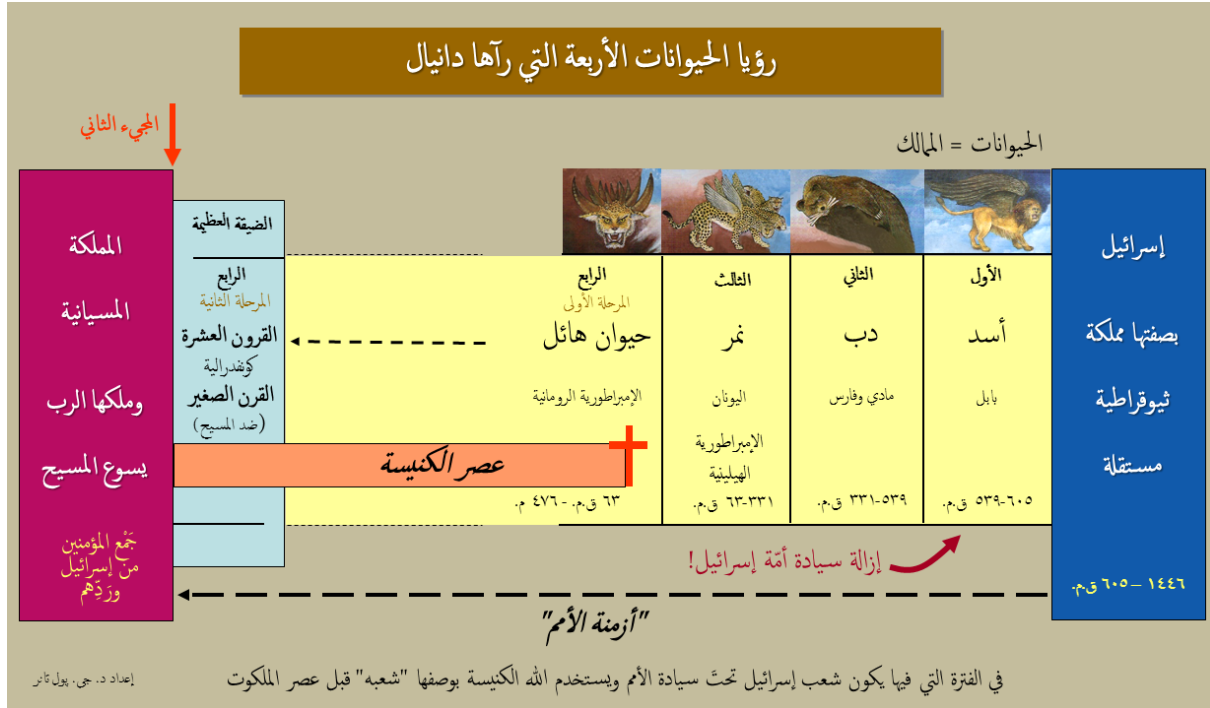 رؤيا الحيوانات الأربعة التي رآها دانيال
المجيء الثاني
الحيوانات = الممالك
إسرائيل
بصفتها مملكة
ثيوقراطية
مستقلة
١٤٤٦ – ٦٠٥ ق.م.
الأول
أسد
بابل
٦٠٥-٥٣٩ ق.م.
الثاني
دب
مادي وفارس
٥٣٩-٣٣١ ق.م.
الثالث
نمر
اليونان
الإمبراطورية
الهيلينية
٣٣١-٦٣ ق.م.
الرابع
المرحلة الأولى
حيوان هائل
الإمبراطورية الرومانية
٦٣ ق.م. - ٤٧٦ م.
عصر الكنيسة
الضيقة العظيمة
الرابع
المرحلة الثانية
القرون العشرة
كونفدرالية
القرن الصغير
(ضد المسيح)
المملكة
المسيانية
وملكها الرب
يسوع المسيح
جَمْع المؤمنين
من إسرائيل
ورَدِّهم
إزالة سيادة أمّة إسرائيل!
"أزمنة الأمم"
في الفترة التي فيها يكون شعب إسرائيل تحتَ سيادة الأمم ويستخدم الله الكنيسة بوصفها "شعبه" قبل عصر الملكوت
إعداد د. جي. پول تانر